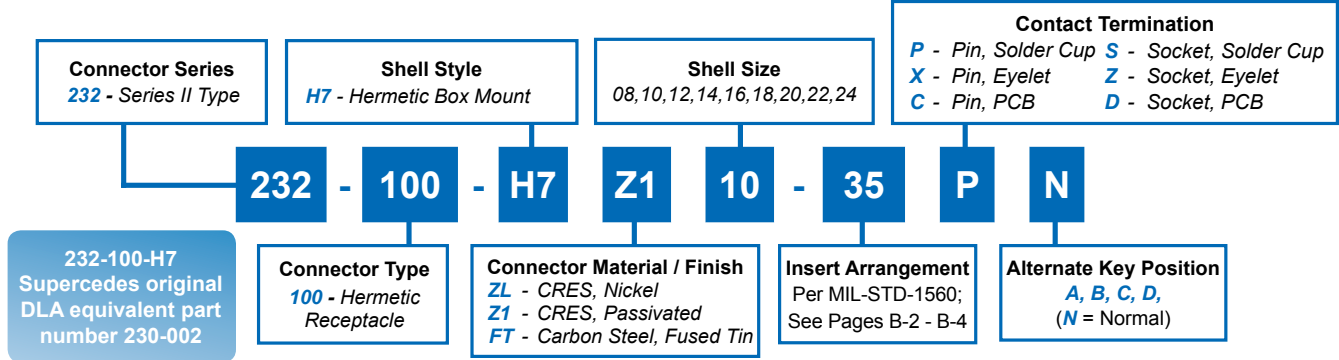 Connector Series
232 - Series II Type
Shell Style
H7 - Hermetic Box Mount
Shell Size
08,10,12,14,16,18,20,22,24
Contact Termination
P - Pin, Solder Cup S - Socket, Solder Cup
X - Pin, Eyelet Z - Socket, Eyelet
C - Pin, PCB D - Socket, PCB
232 - 100 - H7 Z1 10 - 35 P N
232-100-H7
Supercedes original
DLA equivalent part
number 230-002
Connector Type
100 - Hermetic
Receptacle
Connector Material / Finish
ZL - CRES, Nickel
Z1 - CRES, Passivated
FT - Carbon Steel, Fused Tin
Insert Arrangement
Per MIL-STD-1560;
See Pages B-2 - B-4
Alternate Key Position
A, B, C, D,
(N = Normal)